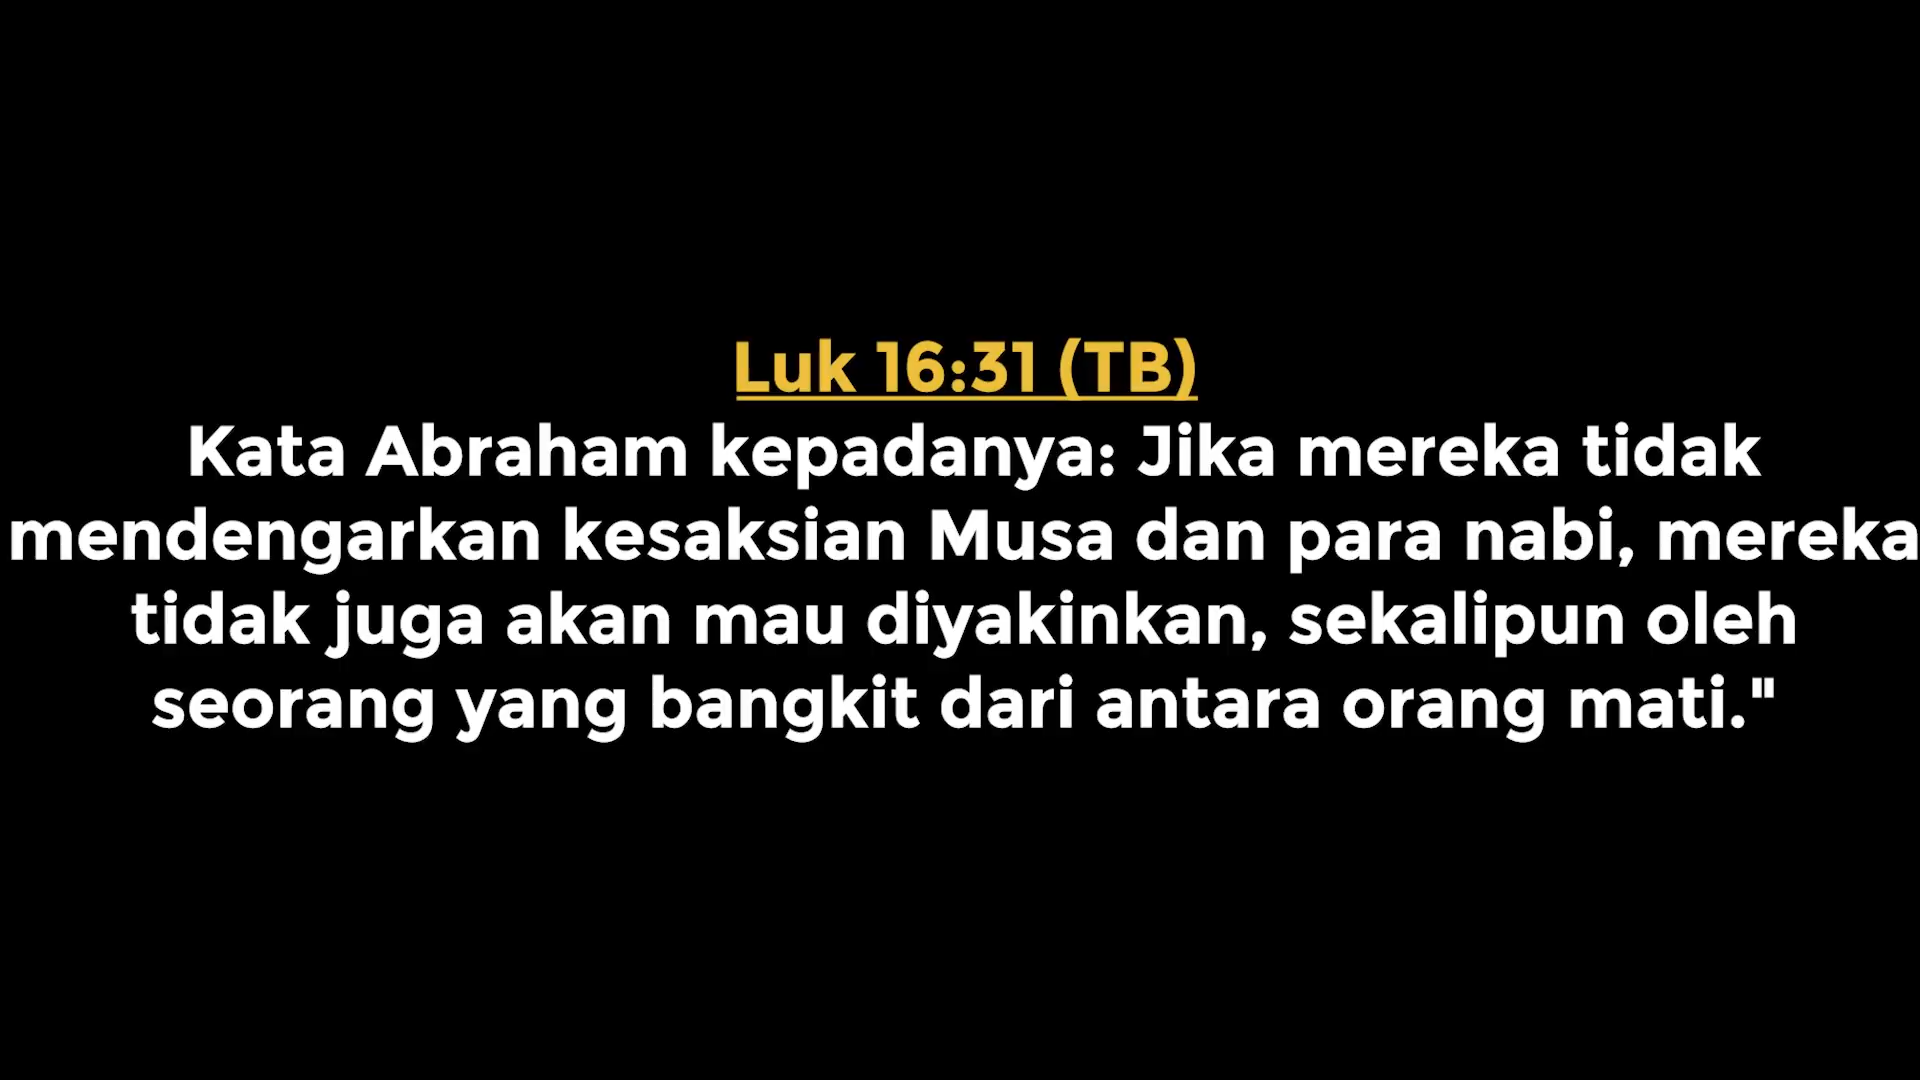 Luk 16:31 (TB)
Kata Abraham kepadanya: Jika mereka tidak
mendengarkan kesaksian Musa dan para nabi, mereka
tidak juga akan mau diyakinkan, sekalipun oleh
seorang yang bangkit dari antara orang mati."